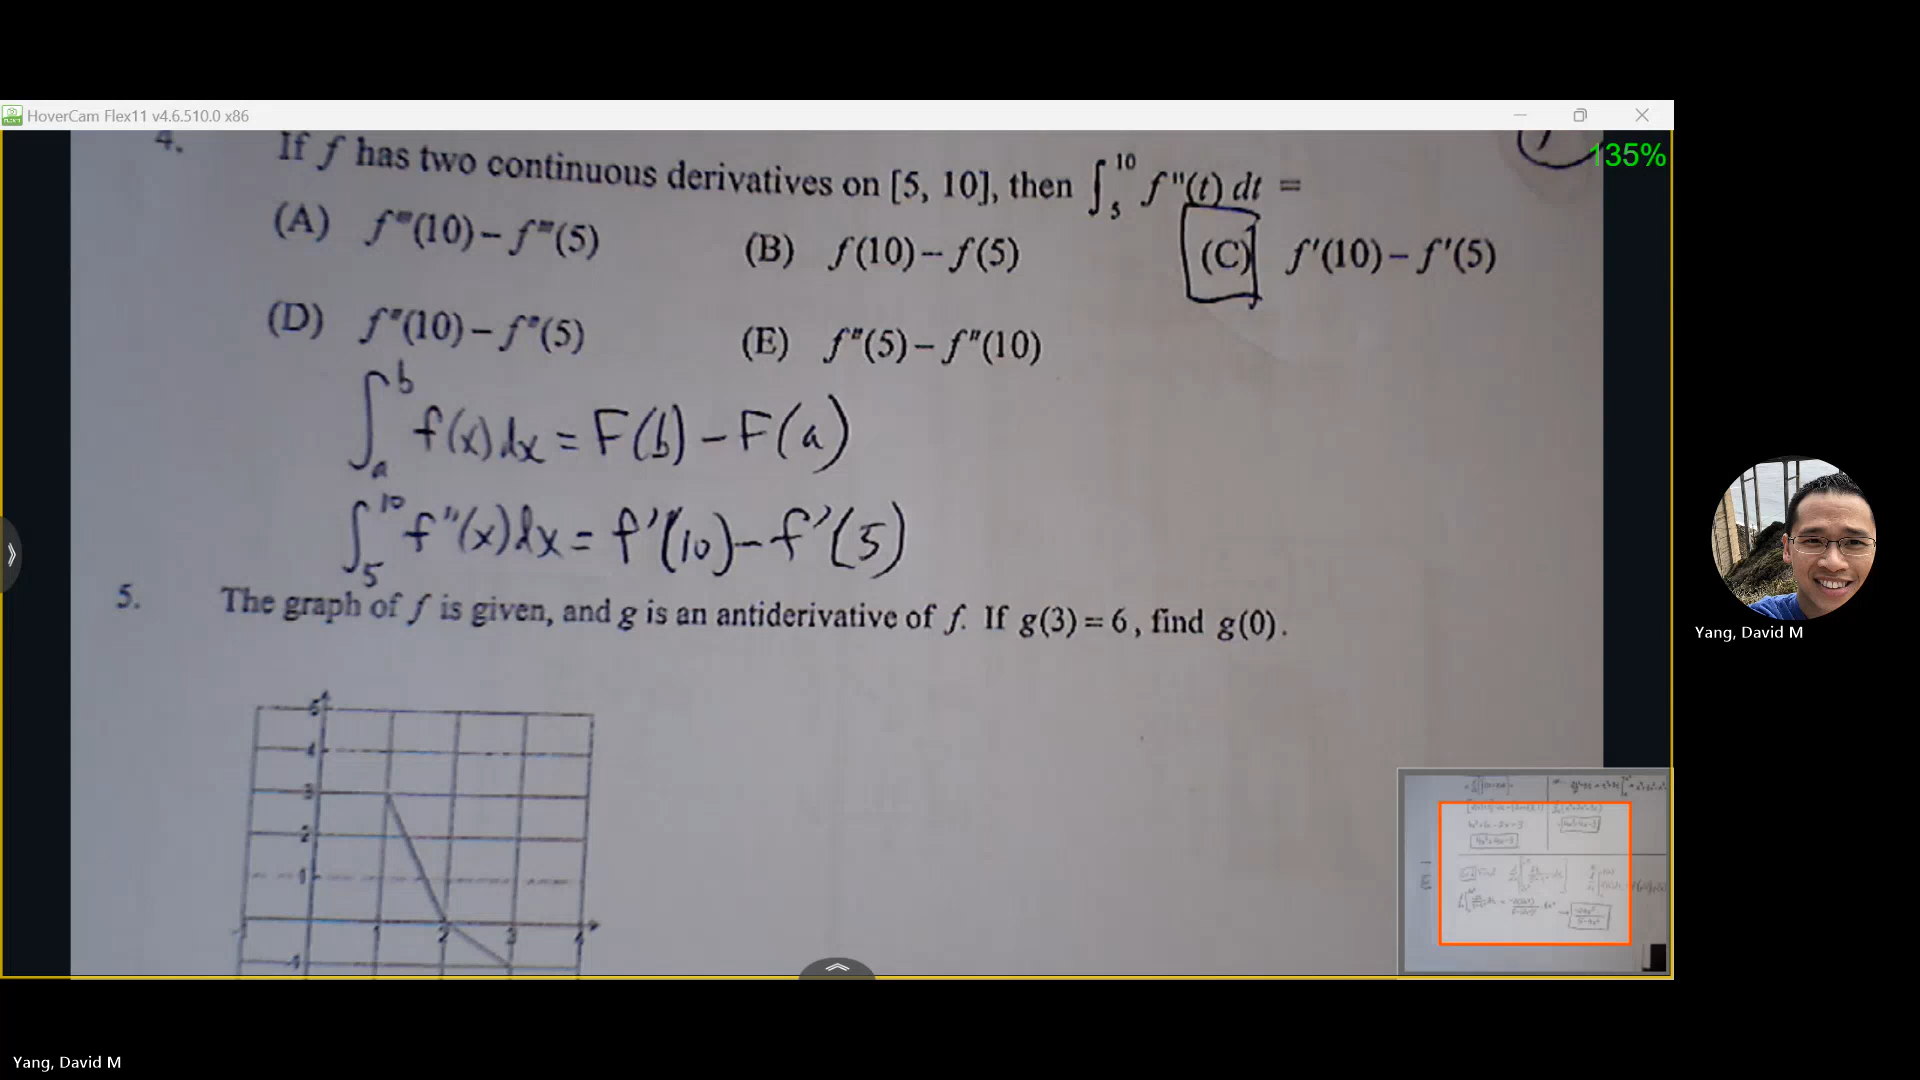 HoverCam Flex11 v4.6.510.0 x86
135%
4. If f has two continuous derivatives on [5, 10], then ∫₅¹⁰ f"(t) dt =
(A) f'''(10) – f'''(5) (B) f(10) – f(5) (C) f'(10) – f'(5)
(D) f"(10) – f"(5) (E) f"(5) – f"(10)
∫ₐᵇ f(x)dx = F(b) – F(a)
∫₅¹⁰ f"(x)dx = f'(10) – f'(5)
5. The graph of f is given, and g is an antiderivative of f. If g(3) = 6, find g(0).
5
4
3
2
1
1 2 3 4
-1
Yang, David M
Yang, David M